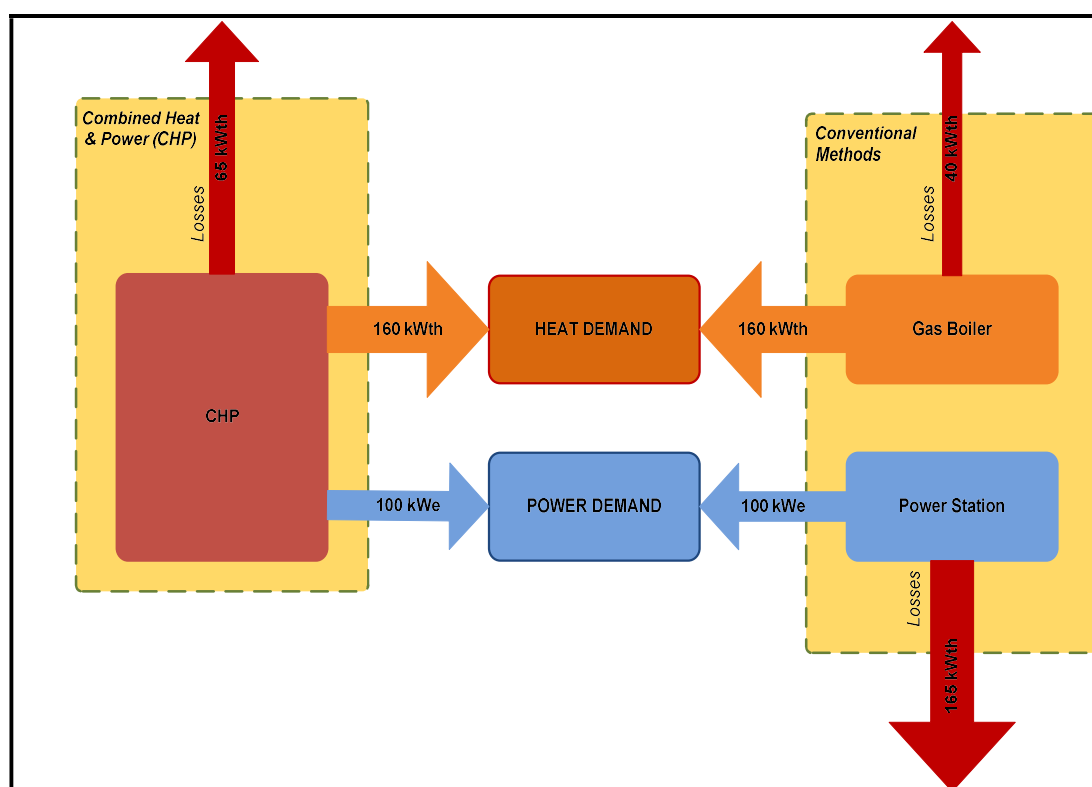 Combined Heat
& Power (CHP)
65 kWth
Losses
Conventional
Methods
40 kWth
Losses
160 kWth
HEAT DEMAND
160 kWth
Gas Boiler
CHP
100 kWe
POWER DEMAND
100 kWe
Power Station
Losses
165 kWth